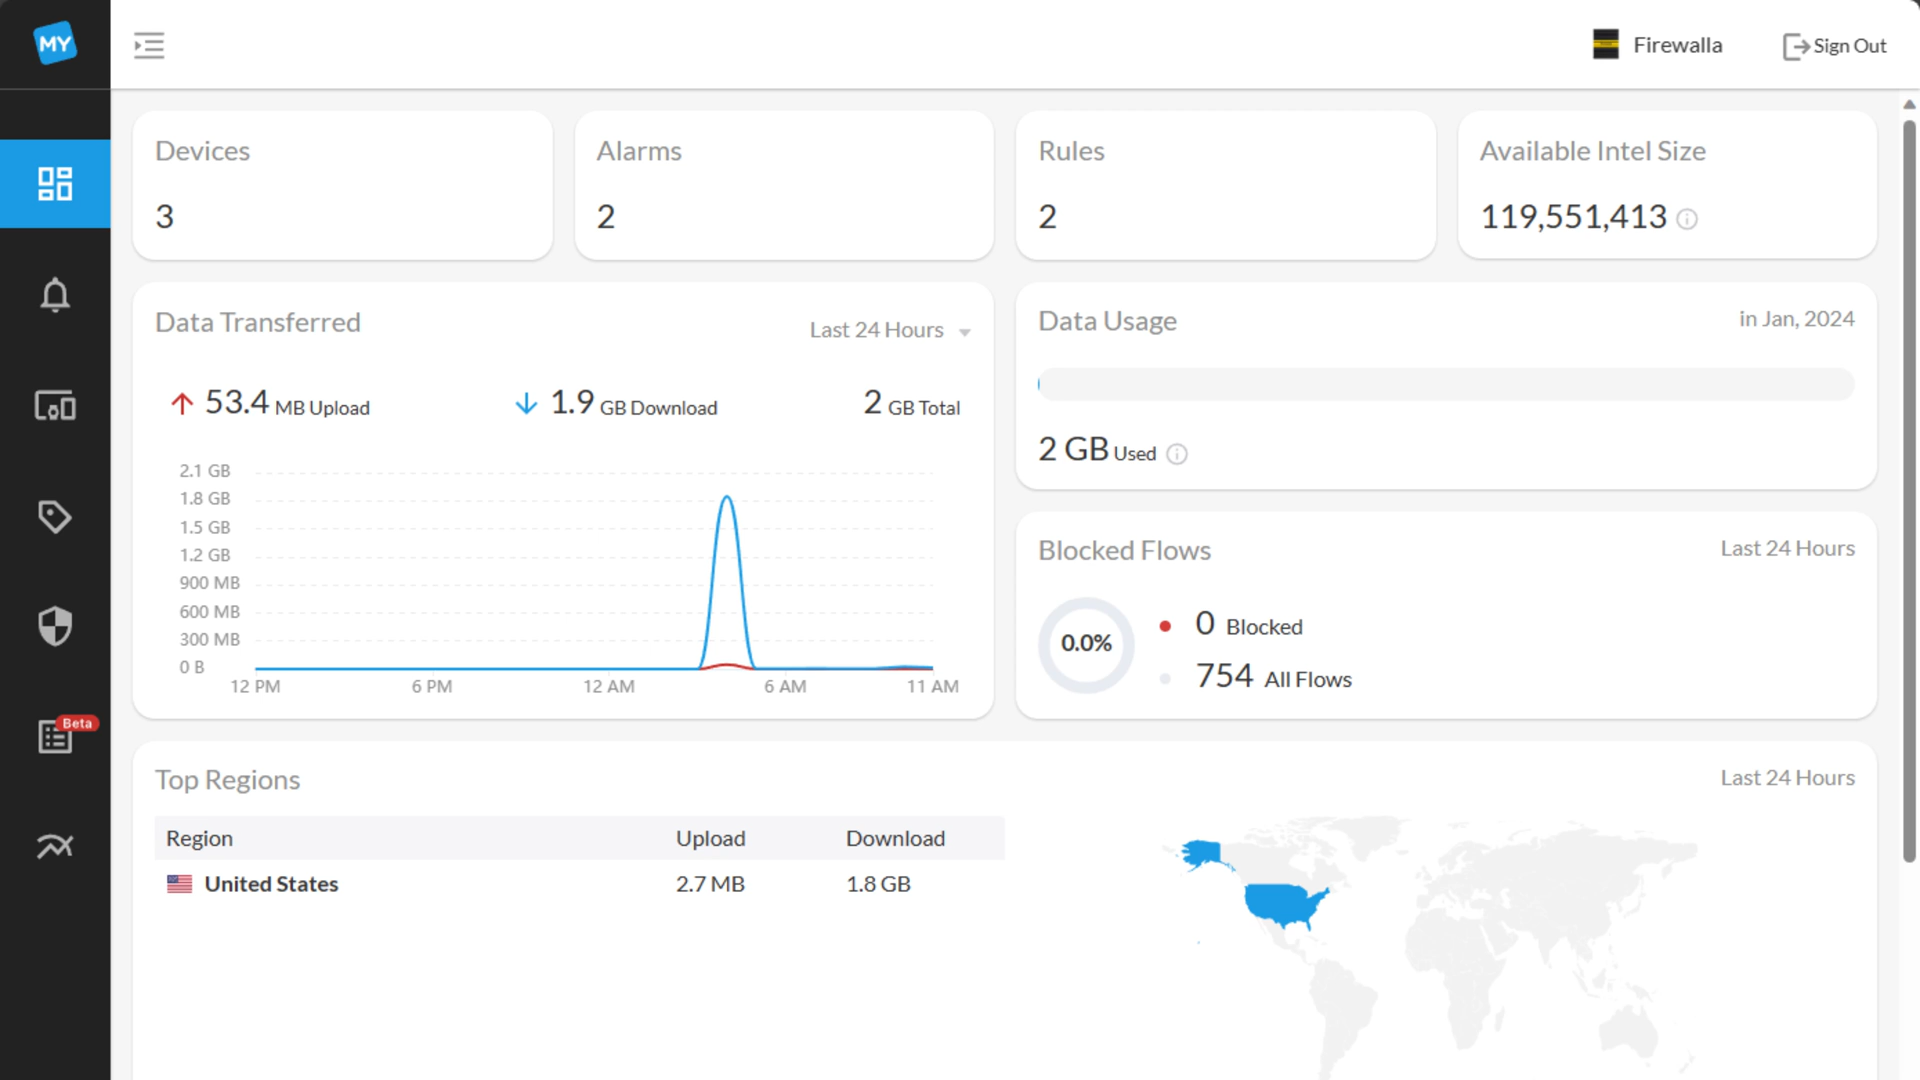 MY
Firewalla
Sign Out
Devices
3
Alarms
2
Rules
2
Available Intel Size
119,551,413
Data Transferred
Last 24 Hours
53.4 MB Upload
1.9 GB Download
2 GB Total
2.1 GB
1.8 GB
1.5 GB
1.2 GB
900 MB
600 MB
300 MB
0 B
12 PM
6 PM
12 AM
6 AM
11 AM
Data Usage
in Jan, 2024
2 GB Used
Blocked Flows
Last 24 Hours
0.0%
0 Blocked
754 All Flows
Beta
Top Regions
Last 24 Hours
Region Upload Download
United States 2.7 MB 1.8 GB